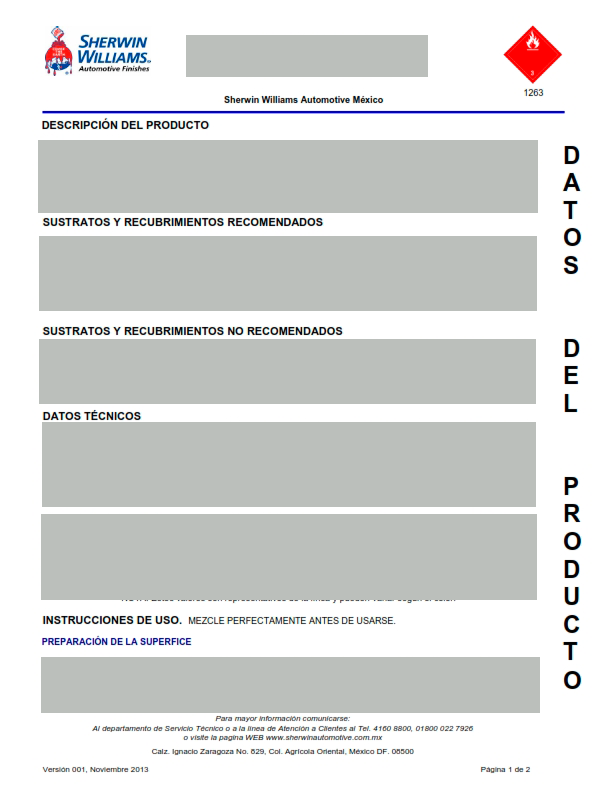 SHERWIN
WILLIAMS.
Automotive Finishes
3
1263
Sherwin Williams Automotive México
DESCRIPCIÓN DEL PRODUCTO
SUSTRATOS Y RECUBRIMIENTOS RECOMENDADOS
SUSTRATOS Y RECUBRIMIENTOS NO RECOMENDADOS
DATOS TÉCNICOS
INSTRUCCIONES DE USO. MEZCLE PERFECTAMENTE ANTES DE USARSE.
PREPARACIÓN DE LA SUPERFICE
Para mayor información comunicarse:
Al departamento de Servicio Técnico o a la línea de Atención a Clientes al Tel. 4160 8800, 01800 022 7926
o visite la pagina WEB www.sherwinautomotive.com.mx
Calz. Ignacio Zaragoza No. 829, Col. Agrícola Oriental, México DF. 08500
Versión 001, Noviembre 2013
Página 1 de 2
DATOS
DEL
PRODUCTO